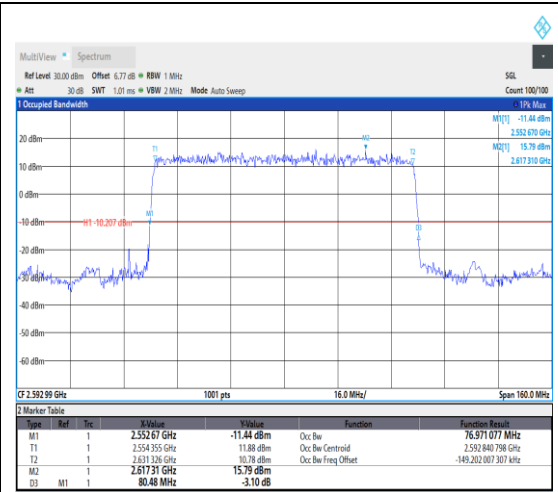 MultiView Spectrum
Ref Level 30.00 dBm Offset 6.77 dB RBW 1 MHz SGL
Att 30 dB SWT 1.01 ms VBW 2 MHz Mode Auto Sweep Count 100/100
1 Occupied Bandwidth 1Pk Max
M1[1] -11.44 dBm
2.552 670 GHz
M2[1] 15.79 dBm
2.617 310 GHz
20 dBm
M2
T1
T2
10 dBm
0 dBm
M1
-10 dBm
H1 -10.207 dBm
D3
-20 dBm
-30 dBm
-40 dBm
-50 dBm
-60 dBm
CF 2.592 99 GHz 1001 pts 16.0 MHz/ Span 160.0 MHz
2 Marker Table
Type Ref Trc X-Value Y-Value Function Function Result
M1 1 2.552 67 GHz -11.44 dBm Occ Bw 76.971 077 MHz
T1 1 2.554 355 GHz 11.88 dBm Occ Bw Centroid 2.592 840 798 GHz
T2 1 2.631 326 GHz 10.78 dBm Occ Bw Freq Offset -149.202 007 307 kHz
M2 1 2.617 31 GHz 15.79 dBm
D3 M1 1 80.48 MHz -3.10 dB